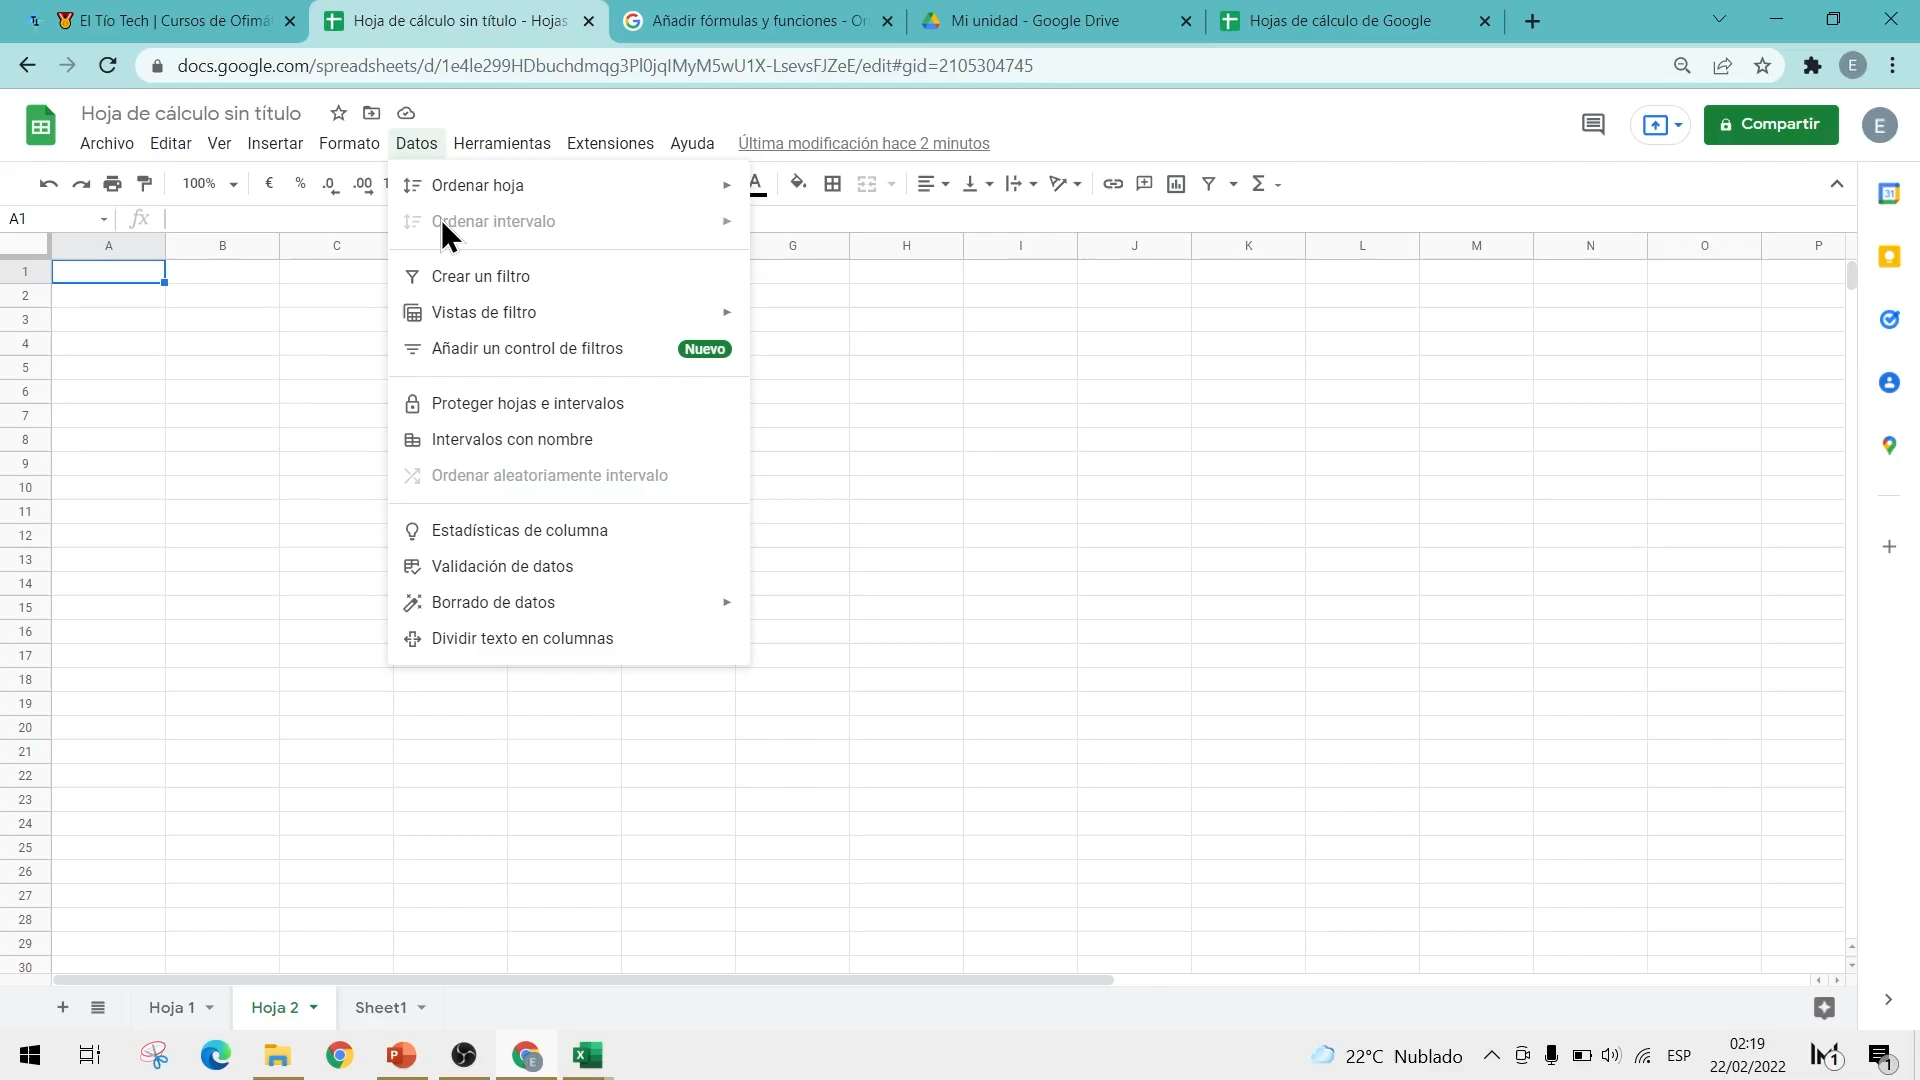 El Tío Tech | Cursos de Ofimá
Hoja de cálculo sin título - Hojas
Añadir fórmulas y funciones - Or
Mi unidad - Google Drive
Hojas de cálculo de Google
docs.google.com/spreadsheets/d/1e4le299HDbuchdmqg3Pl0jqIMyM5wU1X-LsevsFJZeE/edit#gid=2105304745
E
Hoja de cálculo sin título
Archivo Editar Ver Insertar Formato Datos Herramientas Extensiones Ayuda Última modificación hace 2 minutos
Compartir
E
100% € % .0 .00 1
A
A1
fx
A B C G H I J K L M N O P
1
2
3
4
5
6
7
8
9
10
11
12
13
14
15
16
17
18
19
20
21
22
23
24
25
26
27
28
29
30
Ordenar hoja
Ordenar intervalo
Crear un filtro
Vistas de filtro
Añadir un control de filtros Nuevo
Proteger hojas e intervalos
Intervalos con nombre
Ordenar aleatoriamente intervalo
Estadísticas de columna
Validación de datos
Borrado de datos
Dividir texto en columnas
31
Hoja 1 Hoja 2 Sheet1
22°C Nublado
ESP
02:19
22/02/2022
1
1